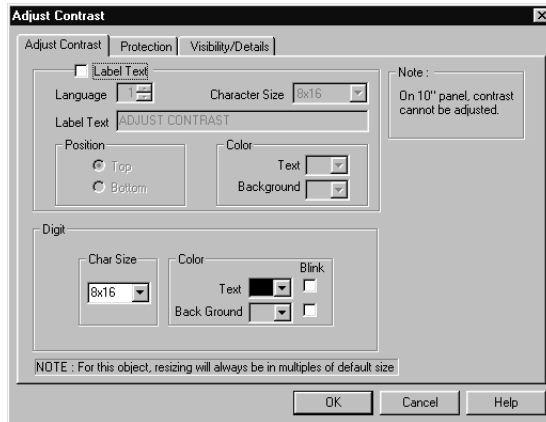 Adjust Contrast
Adjust Contrast Protection Visibility/Details
Label Text
Language 1 Character Size 8x16
Label Text ADJUST CONTRAST
Position
Top
Bottom
Color
Text
Background
Note :
On 10" panel, contrast
cannot be adjusted.
Digit
Char Size
8x16
Color
Blink
Text
Back Ground
NOTE : For this object, resizing will always be in multiples of default size
OK Cancel Help